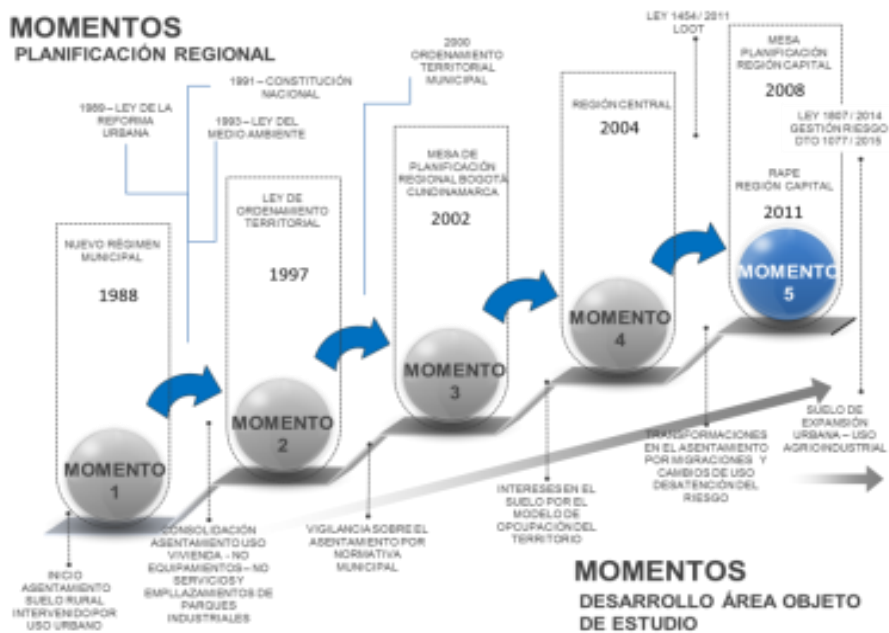 MOMENTOS
PLANIFICACIÓN REGIONAL
1989 – LEY DE LA
REFORMA
URBANA
1991 – CONSTITUCIÓN
NACIONAL
1993 – LEY DEL
MEDIO AMBIENTE
2000
ORDENAMIENTO
TERRITORIAL
MUNICIPAL
LEY 1454 / 2011
LOOT
LEY 1807 / 2014
GESTIÓN RIESGO
DTO 1077 / 2015
NUEVO RÉGIMEN
MUNICIPAL
1988
MOMENTO
1
LEY DE
ORDENAMIENTO
TERRITORIAL
1997
MOMENTO
2
MESA DE
PLANIFICACIÓN
REGIONAL BOGOTÁ
CUNDINAMARCA
2002
MOMENTO
3
REGIÓN CENTRAL
2004
MOMENTO
4
MESA
PLANIFICACIÓN
REGIÓN CAPITAL
2008
RAPE
REGIÓN CAPITAL
2011
MOMENTO
5
INICIO
ASENTAMIENTO
SUELO RURAL
INTERVENIDO POR
USO URBANO
CONSOLIDACIÓN
ASENTAMIENTO USO
VIVIENDA - NO
EQUIPAMIENTOS – NO
SERVICIOS Y
EMPLLAZAMIENTOS DE
PARQUES
INDUSTRIALES
VIGILANCIA SOBRE EL
ASENTAMIENTO POR
NORMATIVA
MUNICIPAL
INTERESES EN EL
SUELO POR EL
MODELO DE
OPCUPACIÓN DEL
TERRITORIO
TRANSFORMACIONES
EN EL ASENTAMIENTO
POR MIGRACIONES Y
CAMBIOS DE USO
DESATENCIÓN DEL
RIESGO
SUELO DE
EXPANSIÓN
URBANA – USO
AGRIOINDUSTRIAL
MOMENTOS
DESARROLLO ÁREA OBJETO
DE ESTUDIO